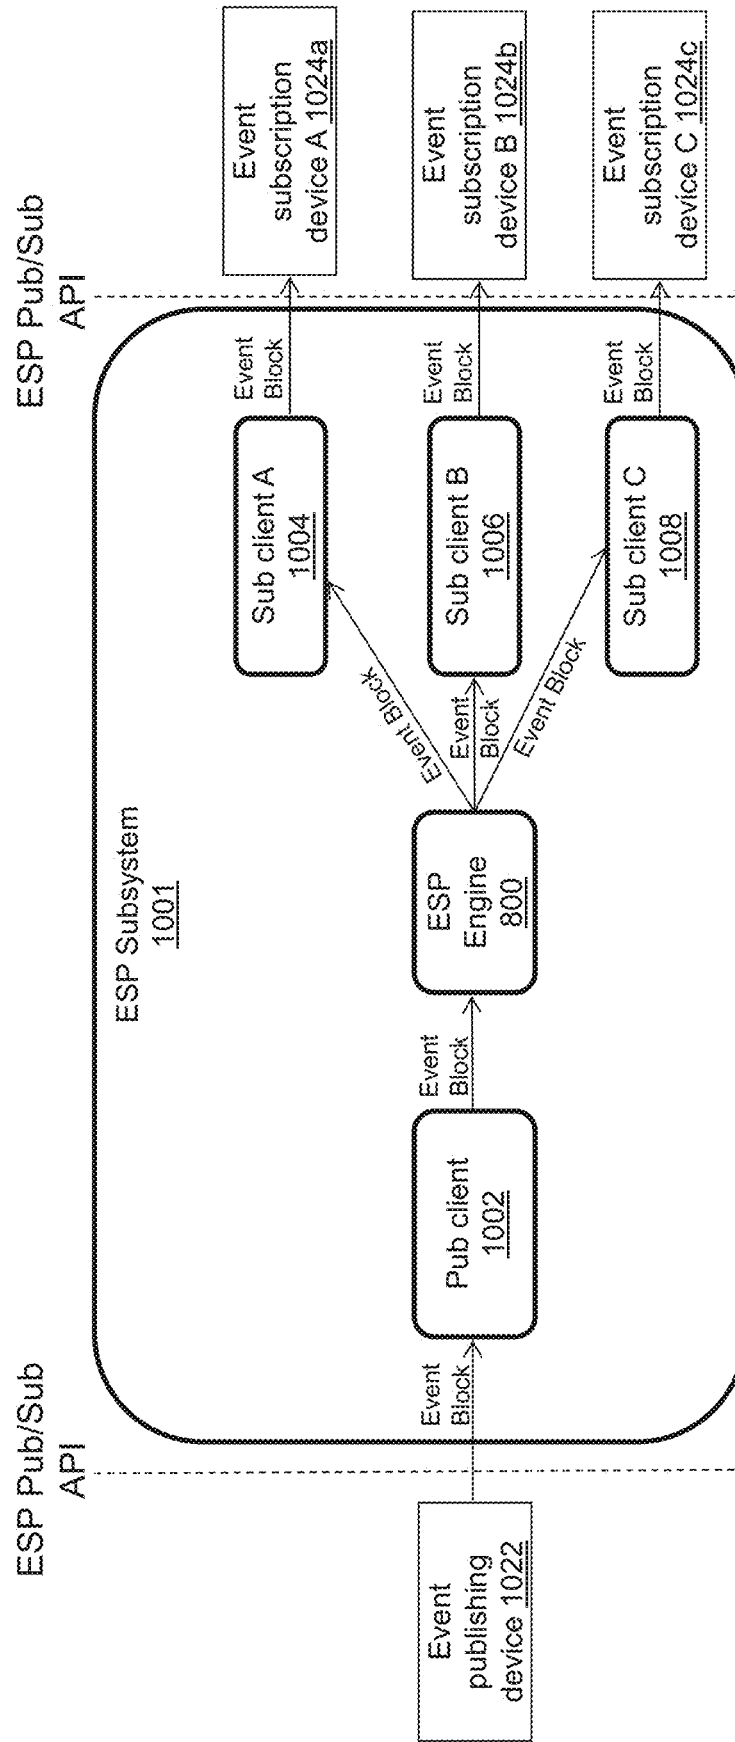 ESP Pub/Sub
API
ESP Pub/Sub
API
ESP Subsystem
1001
Event
publishing
device 1022
Event
Block
Pub client
1002
Event
Block
ESP
Engine
800
Event Block
Event
Block
Event Block
Sub client A
1004
Sub client B
1006
Sub client C
1008
Event
Block
Event
Block
Event
Block
Event
subscription
device A 1024a
Event
subscription
device B 1024b
Event
subscription
device C 1024c